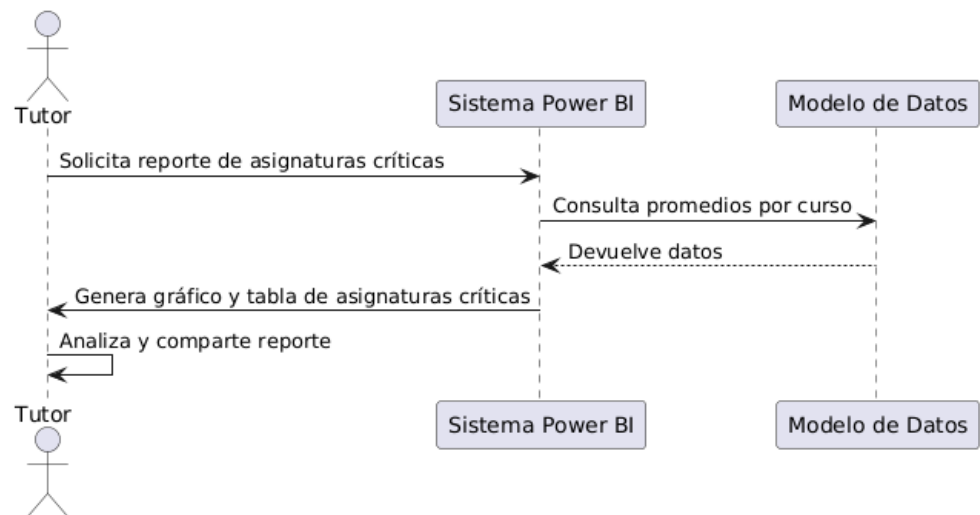 Tutor
Sistema Power BI
Modelo de Datos
Solicita reporte de asignaturas críticas
Consulta promedios por curso
Devuelve datos
Genera gráfico y tabla de asignaturas críticas
Analiza y comparte reporte
Tutor
Sistema Power BI
Modelo de Datos